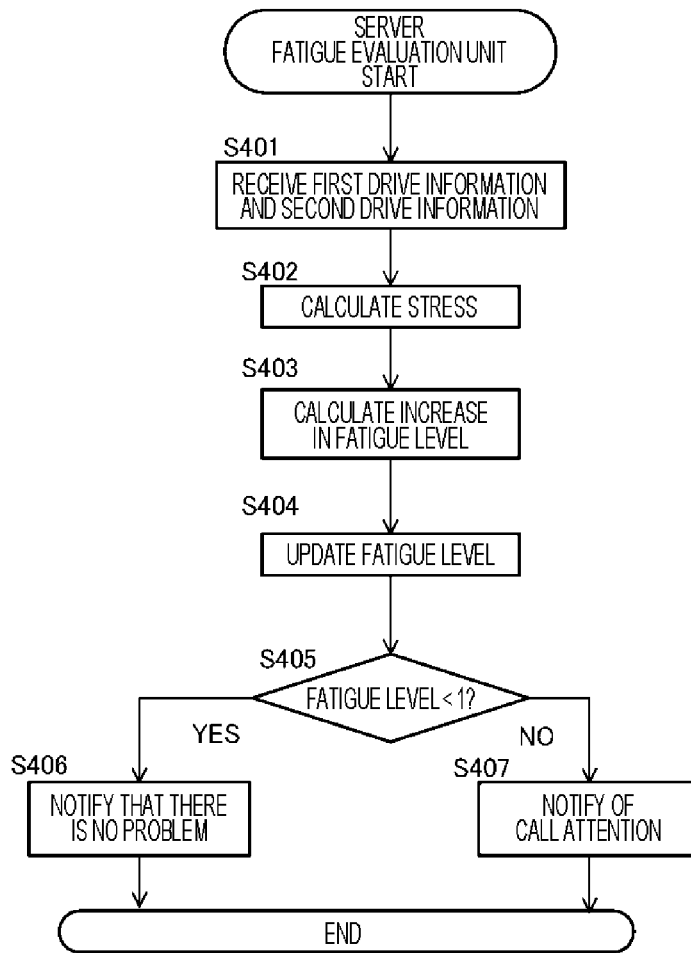 SERVER
FATIGUE EVALUATION UNIT
START
S401
RECEIVE FIRST DRIVE INFORMATION
AND SECOND DRIVE INFORMATION
S402
CALCULATE STRESS
S403
CALCULATE INCREASE
IN FATIGUE LEVEL
S404
UPDATE FATIGUE LEVEL
S405
FATIGUE LEVEL < 1?
YES
NO
S406
NOTIFY THAT THERE
IS NO PROBLEM
S407
NOTIFY OF
CALL ATTENTION
END